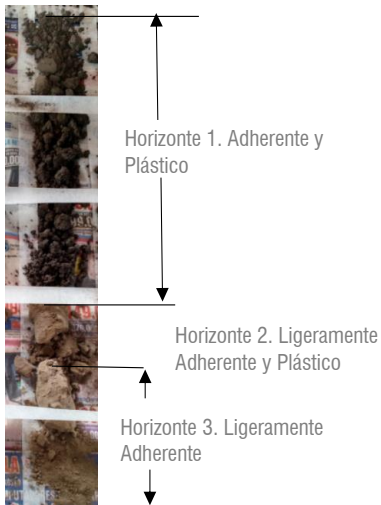 Horizonte 1. Adherente y
Plástico
Horizonte 2. Ligeramente
Adherente y Plástico
Horizonte 3. Ligeramente
Adherente